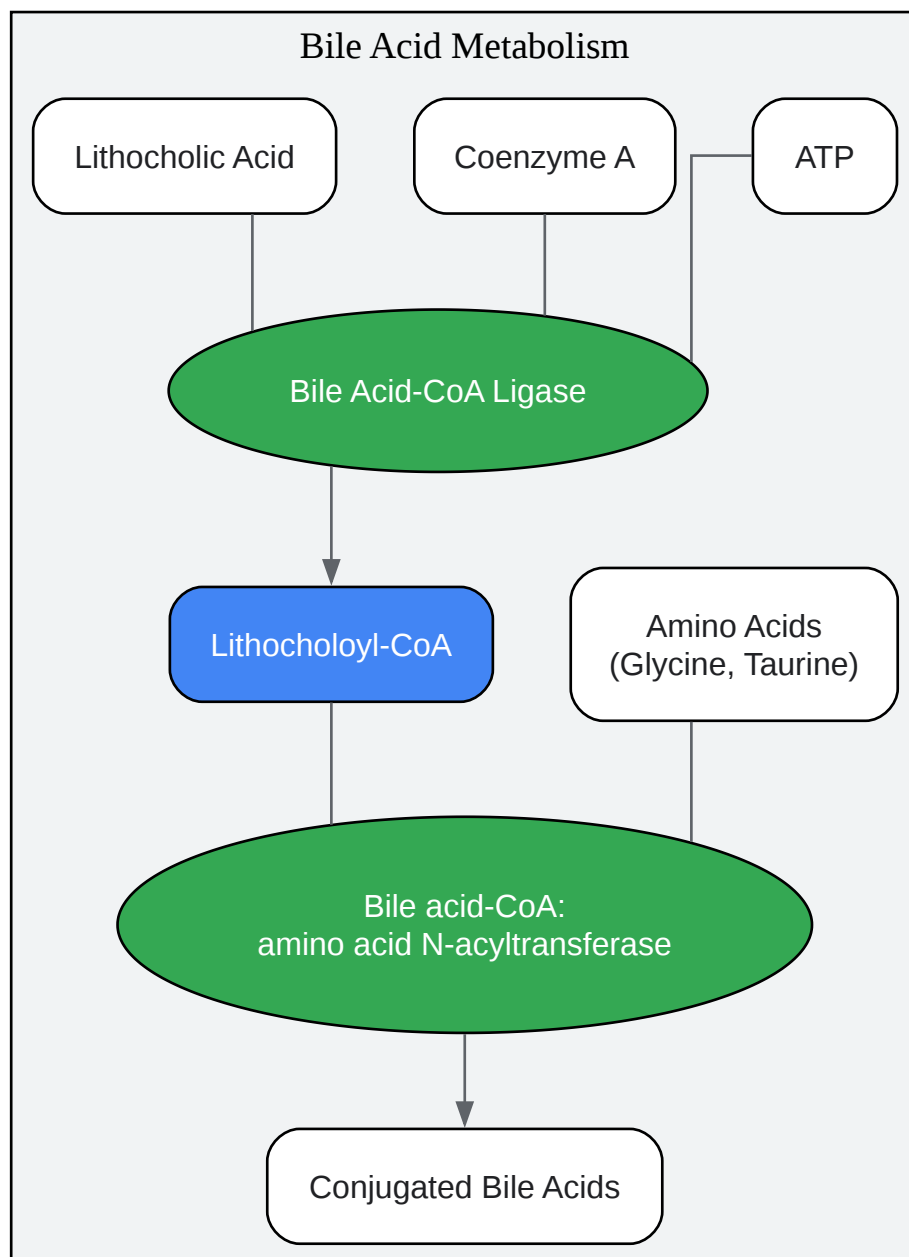 Bile Acid Metabolism
Lithocholic Acid
Coenzyme A
ATP
Bile Acid-CoA Ligase
Lithocholoyl-CoA
Amino Acids
(Glycine, Taurine)
Bile acid-CoA:
amino acid N-acyltransferase
Conjugated Bile Acids